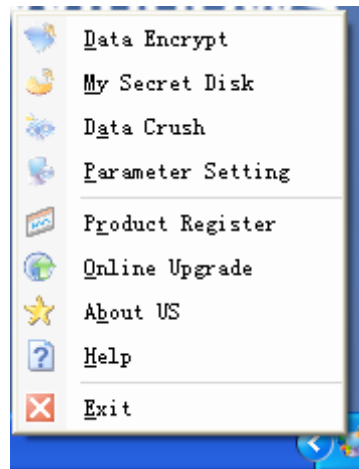 Data Encrypt
My Secret Disk
Data Crush
Parameter Setting
Product Register
Online Upgrade
About US
Help
Exit